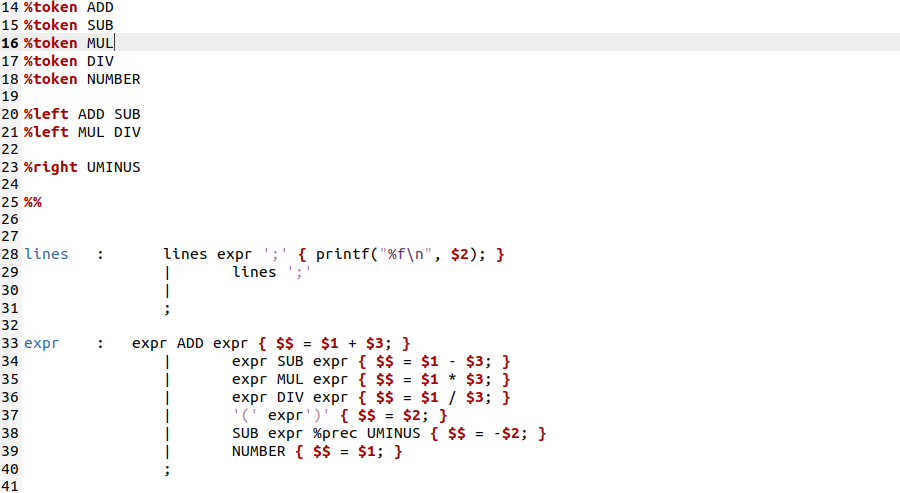 14 %token ADD
15 %token SUB
16 %token MUL
17 %token DIV
18 %token NUMBER
19
20 %left ADD SUB
21 %left MUL DIV
22
23 %right UMINUS
24
25 %%
26
27
28 lines   :       lines expr ';' { printf("%f\n", $2); }
29                 |       lines ';'
30                 |
31                 ;
32
33 expr    :   expr ADD expr { $$ = $1 + $3; }
34                 |       expr SUB expr { $$ = $1 - $3; }
35                 |       expr MUL expr { $$ = $1 * $3; }
36                 |       expr DIV expr { $$ = $1 / $3; }
37                 |       '(' expr')' { $$ = $2; }
38                 |       SUB expr %prec UMINUS { $$ = -$2; }
39                 |       NUMBER { $$ = $1; }
40                 ;
41